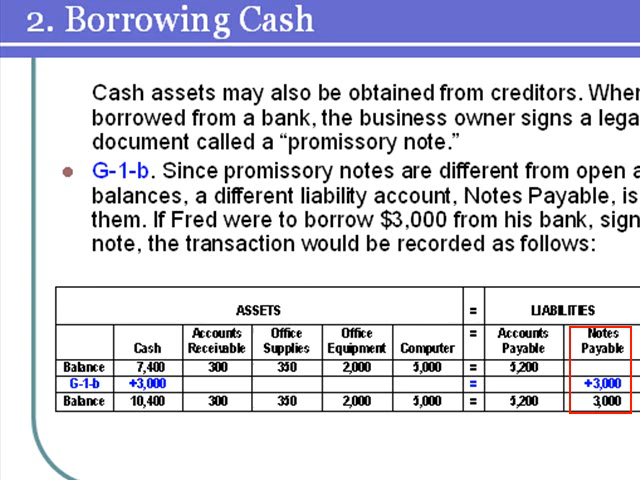 2. Borrowing Cash
Cash assets may also be obtained from creditors.
borrowed from a bank, the business owner signs a
document called a “promissory note.”
G-1-b. Since promissory notes are different from open
balances, a different liability account, Notes Payable, is
them. If Fred were to borrow $3,000 from his bank,
note, the transaction would be recorded as follows:
ASSETS = LIABILITIES
Cash Accounts Receivable Office Supplies Office Equipment Computer = Accounts Payable Notes Payable
Balance 7,400 300 350 2,000 5,000 = 5,200
G-1-b +3,000 = +3,000
Balance 10,400 300 350 2,000 5,000 = 5,200 3,000